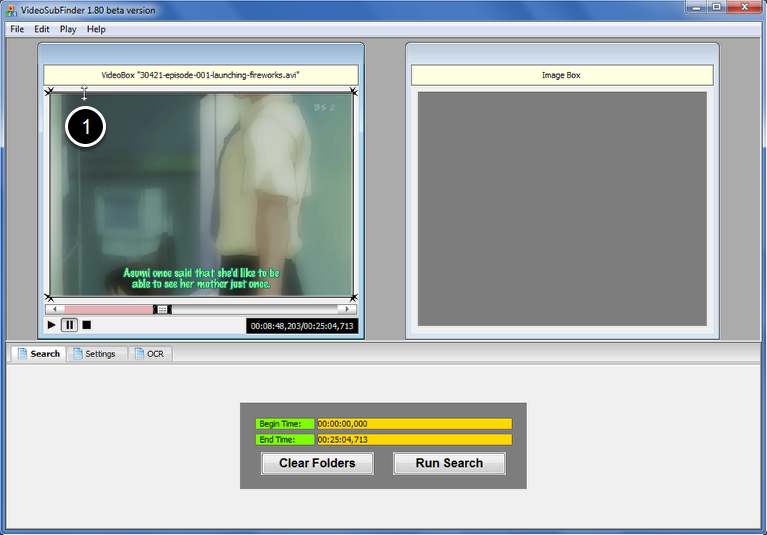 VideoSubFinder 1.80 beta version
File Edit Play Help
VideoBox "30421-episode-001-launching-fireworks.avi"
Image Box
BS 2
1
Asumi once said that she'd like to be
able to see her mother just once.
00:08:48,203/00:25:04,713
Search Settings OCR
Begin Time: 00:00:00,000
End Time: 00:25:04,713
Clear Folders Run Search